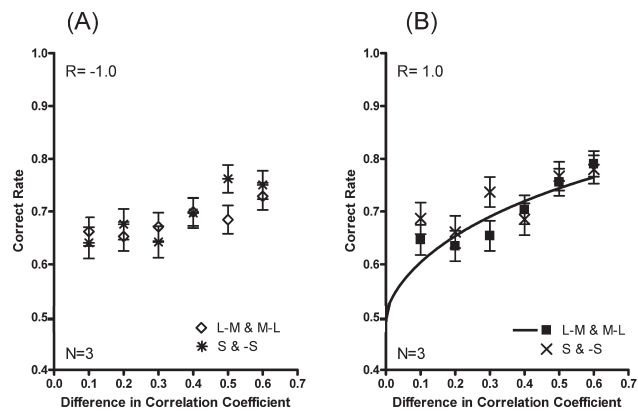 (A)
R= -1.0
1.0
0.9
0.8
0.7
0.6
0.5
0.4
Correct Rate
L-M & M-L
S & -S
N=3
0.0 0.1 0.2 0.3 0.4 0.5 0.6 0.7
Difference in Correlation Coefficient
(B)
R= 1.0
1.0
0.9
0.8
0.7
0.6
0.5
0.4
Correct Rate
L-M & M-L
S & -S
N=3
0.0 0.1 0.2 0.3 0.4 0.5 0.6 0.7
Difference in Correlation Coefficient